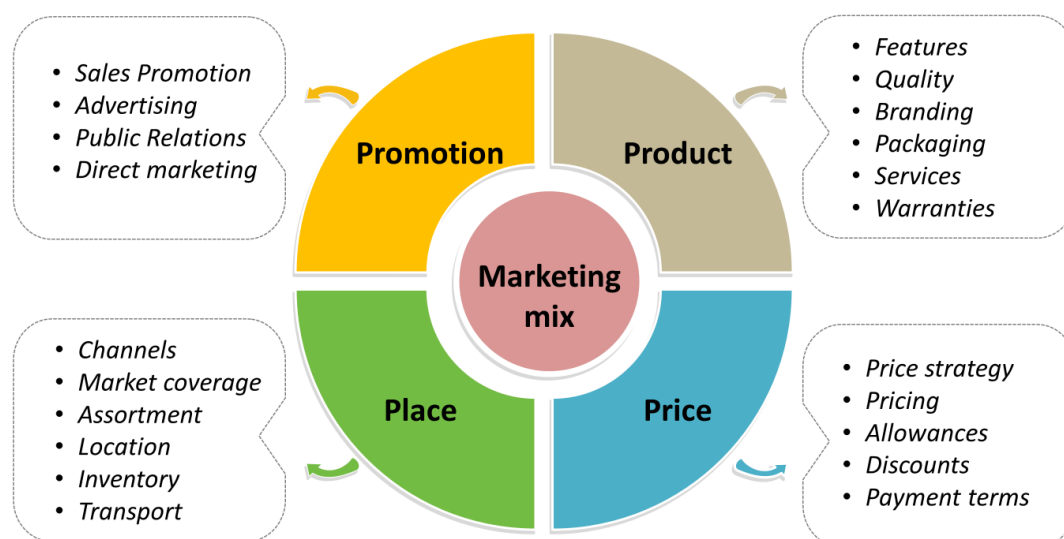 • Sales Promotion
• Advertising
• Public Relations
• Direct marketing
Promotion
Product
• Features
• Quality
• Branding
• Packaging
• Services
• Warranties
Marketing
mix
• Channels
• Market coverage
• Assortment
• Location
• Inventory
• Transport
Place
Price
• Price strategy
• Pricing
• Allowances
• Discounts
• Payment terms